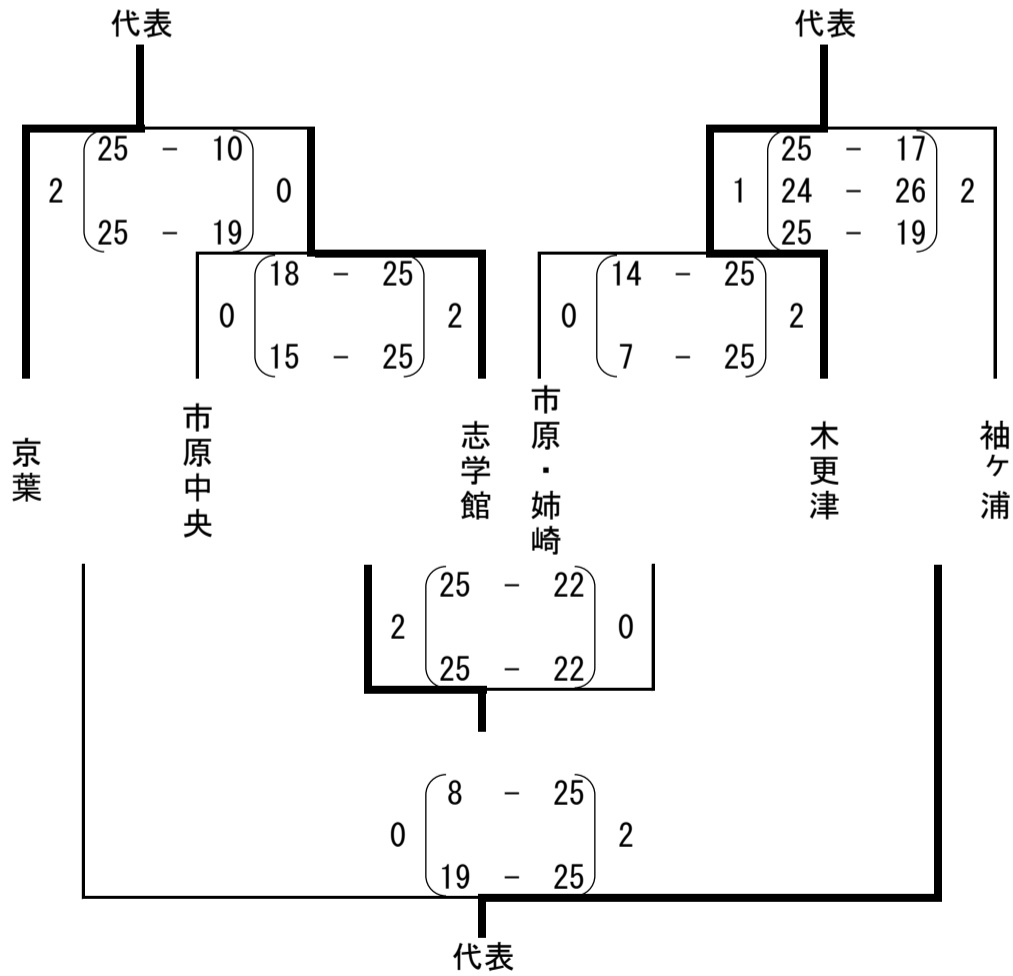 代表 代表
25 - 10 25 - 17
2 0 1 24 - 26 2
25 - 19 25 - 19
18 - 25 14 - 25
0 2 0 2
15 - 25 7 - 25
京葉
市原中央
志学館
市原・姉崎
木更津
袖ケ浦
25 - 22
2 0
25 - 22
8 - 25
0 2
19 - 25
代表